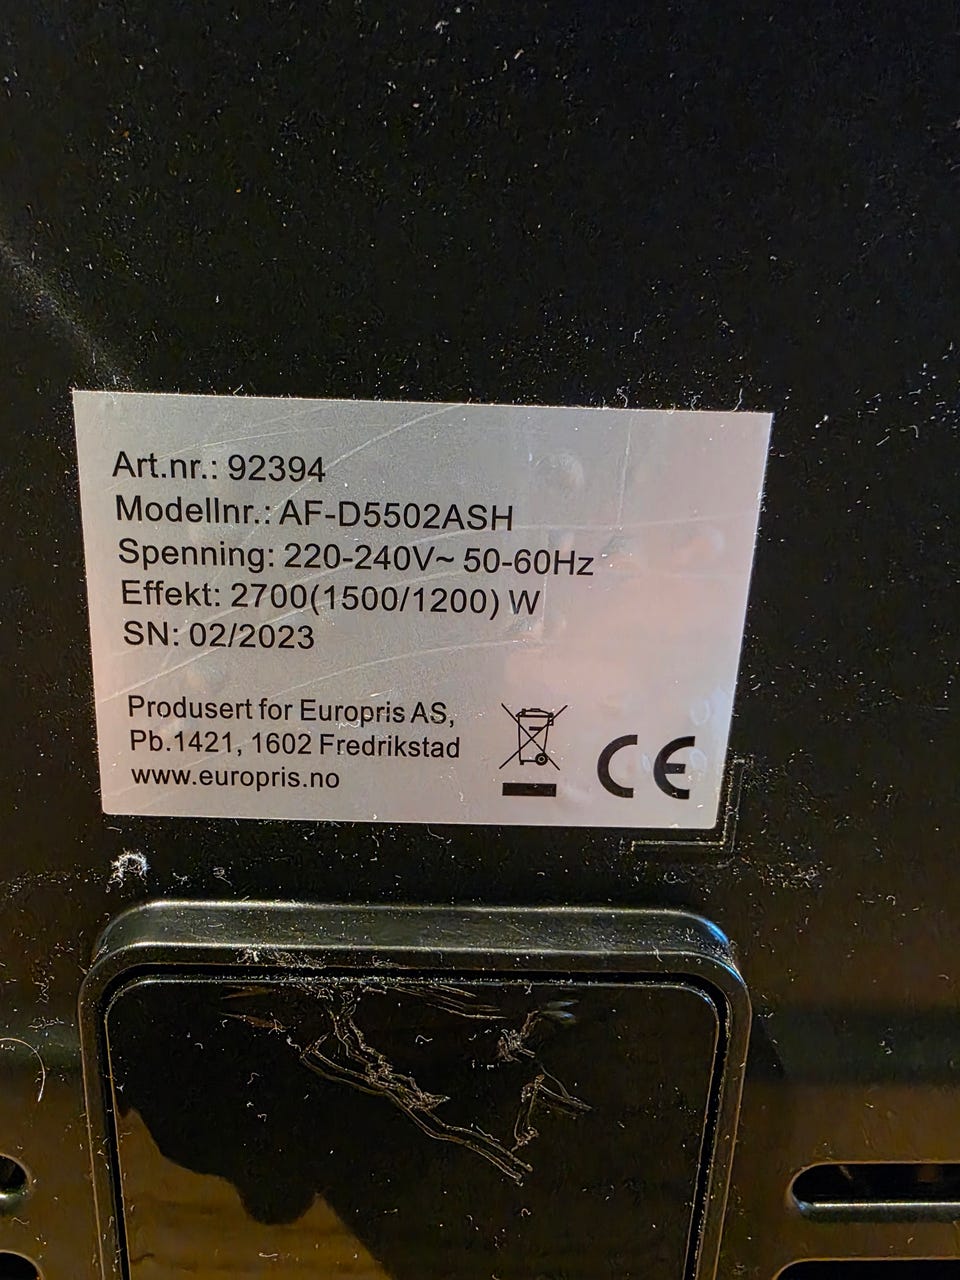 Art.nr.: 92394
Modellnr.: AF-D5502ASH
Spenning: 220-240V~ 50-60Hz
Effekt: 2700(1500/1200) W
SN: 02/2023
Produsert for Europris AS,
Pb.1421, 1602 Fredrikstad
www.europris.no
CE